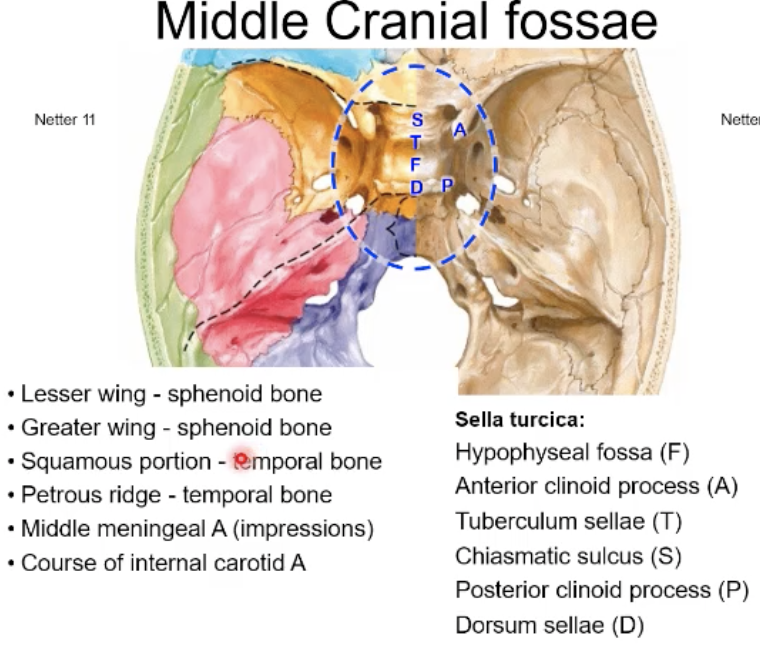 Middle Cranial fossae
Netter 11
Netter
S
A
T
F
D
P
• Lesser wing - sphenoid bone
• Greater wing - sphenoid bone
• Squamous portion - temporal bone
• Petrous ridge - temporal bone
• Middle meningeal A (impressions)
• Course of internal carotid A
Sella turcica:
Hypophyseal fossa (F)
Anterior clinoid process (A)
Tuberculum sellae (T)
Chiasmatic sulcus (S)
Posterior clinoid process (P)
Dorsum sellae (D)